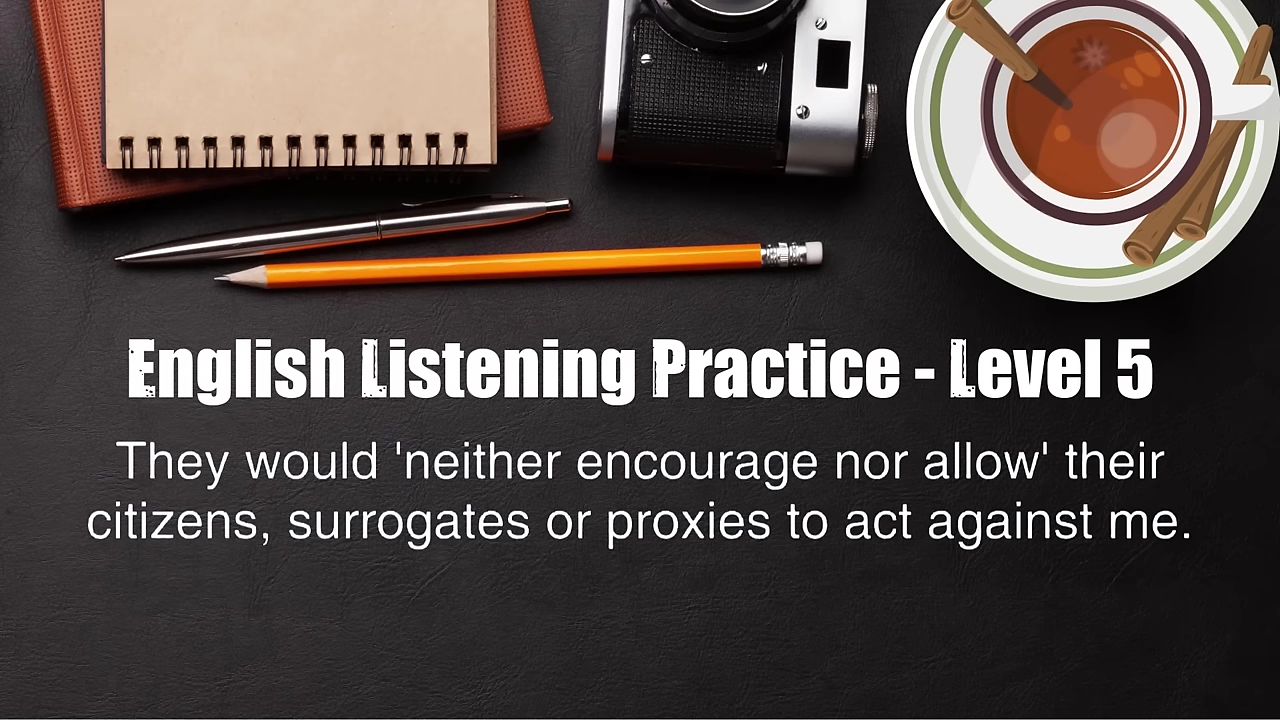 English Listening Practice - Level 5
They would 'neither encourage nor allow' their
citizens, surrogates or proxies to act against me.